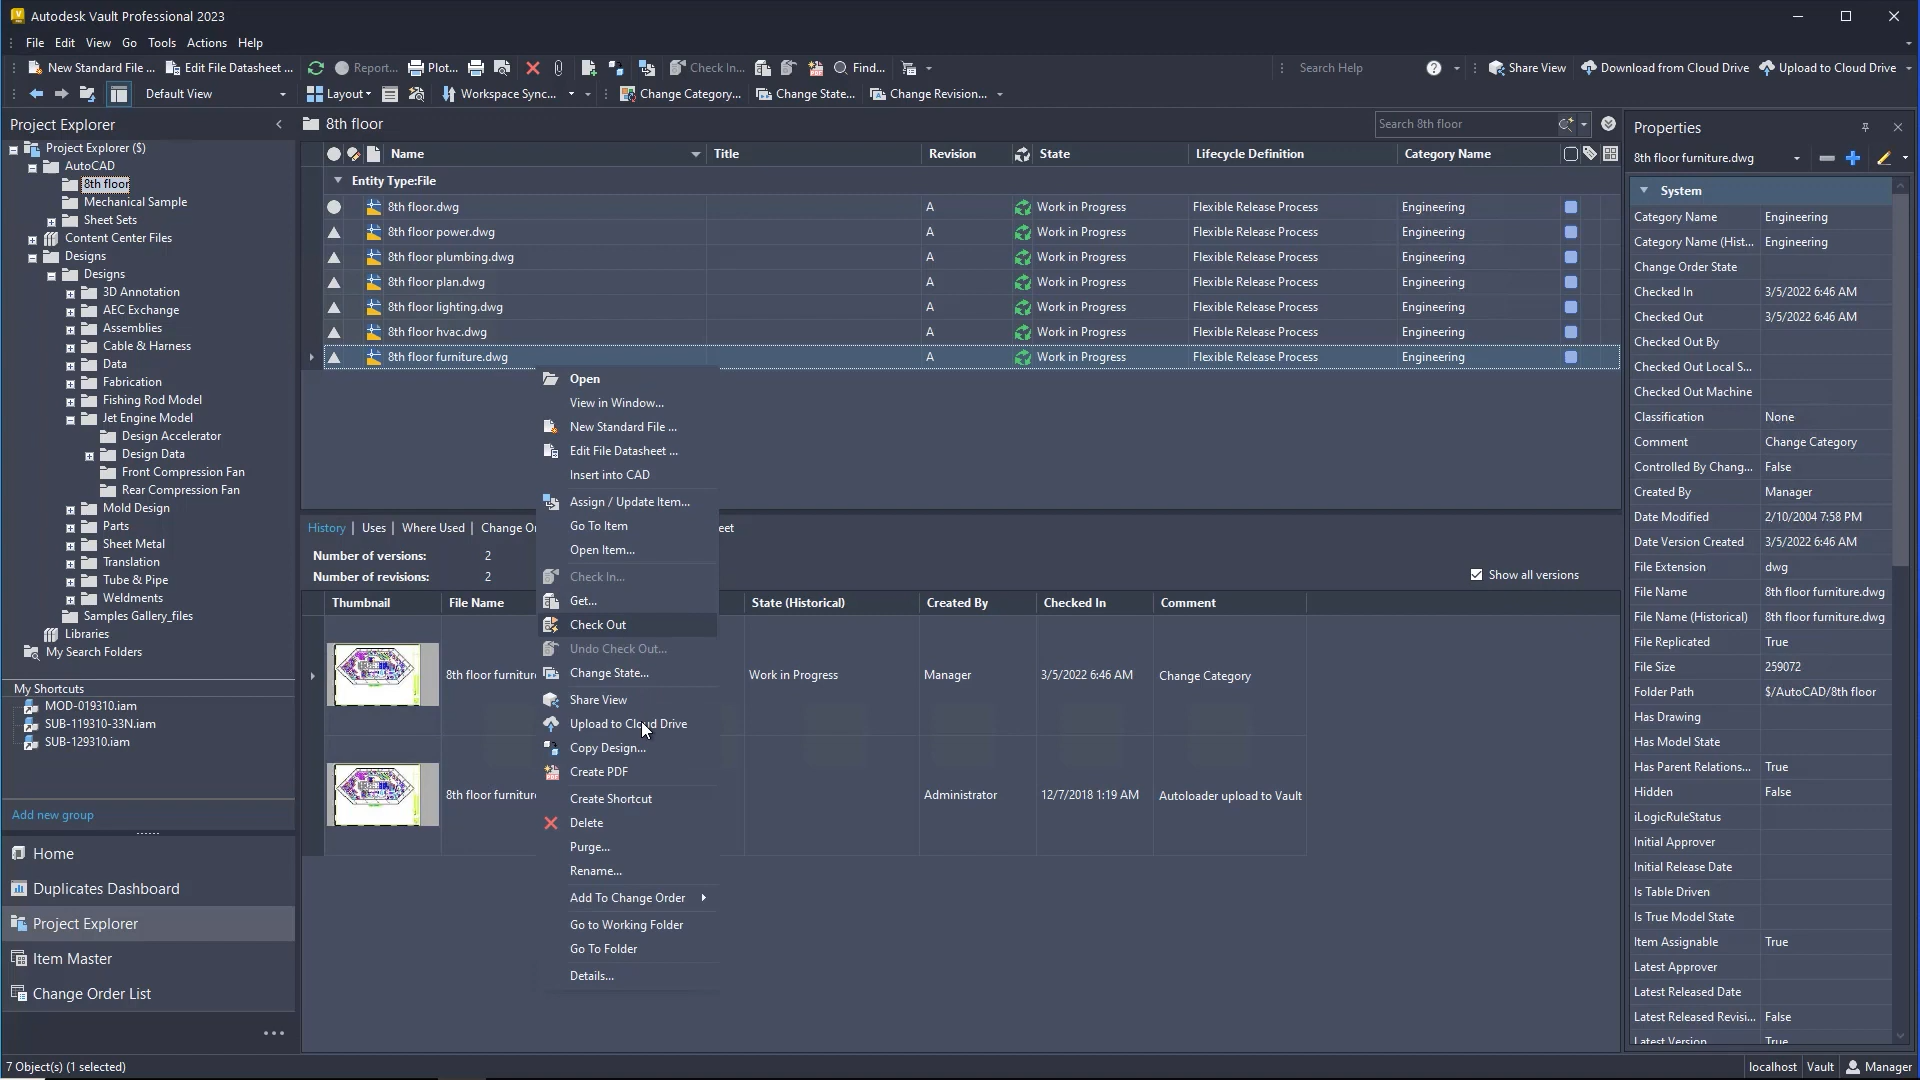 Autodesk Vault Professional 2023
File Edit View Go Tools Actions Help
New Standard File ... Edit File Datasheet ... Report... Plot... Check In... Find... Search Help Share View Download from Cloud Drive Upload to Cloud Drive
Default View Layout Workspace Sync... Change Category... Change State... Change Revision...
Project Explorer
Project Explorer ($)
AutoCAD
8th floor
Mechanical Sample
Sheet Sets
Content Center Files
Designs
Designs
3D Annotation
AEC Exchange
Assemblies
Cable & Harness
Data
Fabrication
Fishing Rod Model
Jet Engine Model
Design Accelerator
Design Data
Front Compression Fan
Rear Compression Fan
Mold Design
Parts
Sheet Metal
Translation
Tube & Pipe
Weldments
Samples Gallery_files
Libraries
My Search Folders
My Shortcuts
MOD-019310.iam
SUB-119310-33N.iam
SUB-129310.iam
Add new group
Home
Duplicates Dashboard
Project Explorer
Item Master
Change Order List
8th floor
Search 8th floor
Name Title Revision State Lifecycle Definition Category Name
Entity Type:File
8th floor.dwg A Work in Progress Flexible Release Process Engineering
8th floor power.dwg A Work in Progress Flexible Release Process Engineering
8th floor plumbing.dwg A Work in Progress Flexible Release Process Engineering
8th floor plan.dwg A Work in Progress Flexible Release Process Engineering
8th floor lighting.dwg A Work in Progress Flexible Release Process Engineering
8th floor hvac.dwg A Work in Progress Flexible Release Process Engineering
8th floor furniture.dwg A Work in Progress Flexible Release Process Engineering
Open
View in Window...
New Standard File ...
Edit File Datasheet ...
Insert into CAD
Assign / Update Item...
Go To Item
Open Item...
Check In...
Get...
Check Out
Undo Check Out...
Change State...
Share View
Upload to Cloud Drive
Copy Design...
Create PDF
Create Shortcut
Delete
Purge...
Rename...
Add To Change Order
Go to Working Folder
Go To Folder
Details...
History | Uses | Where Used | Change Or eet
Number of versions: 2
Number of revisions: 2
Show all versions
Thumbnail File Name State (Historical) Created By Checked In Comment
8th floor furniture Work in Progress Manager 3/5/2022 6:46 AM Change Category
8th floor furniture Administrator 12/7/2018 1:19 AM Autoloader upload to Vault
Properties
8th floor furniture.dwg
System
Category Name Engineering
Category Name (Hist... Engineering
Change Order State
Checked In 3/5/2022 6:46 AM
Checked Out 3/5/2022 6:46 AM
Checked Out By
Checked Out Local S...
Checked Out Machine
Classification None
Comment Change Category
Controlled By Chang... False
Created By Manager
Date Modified 2/10/2004 7:58 PM
Date Version Created 3/5/2022 6:46 AM
File Extension dwg
File Name 8th floor furniture.dwg
File Name (Historical) 8th floor furniture.dwg
File Replicated True
File Size 259072
Folder Path $/AutoCAD/8th floor
Has Drawing
Has Model State
Has Parent Relations... True
Hidden False
iLogicRuleStatus
Initial Approver
Initial Release Date
Is Table Driven
Is True Model State
Item Assignable True
Latest Approver
Latest Released Date
Latest Released Revisi... False
Latest Version True
7 Object(s) (1 selected)
localhost Vault Manager